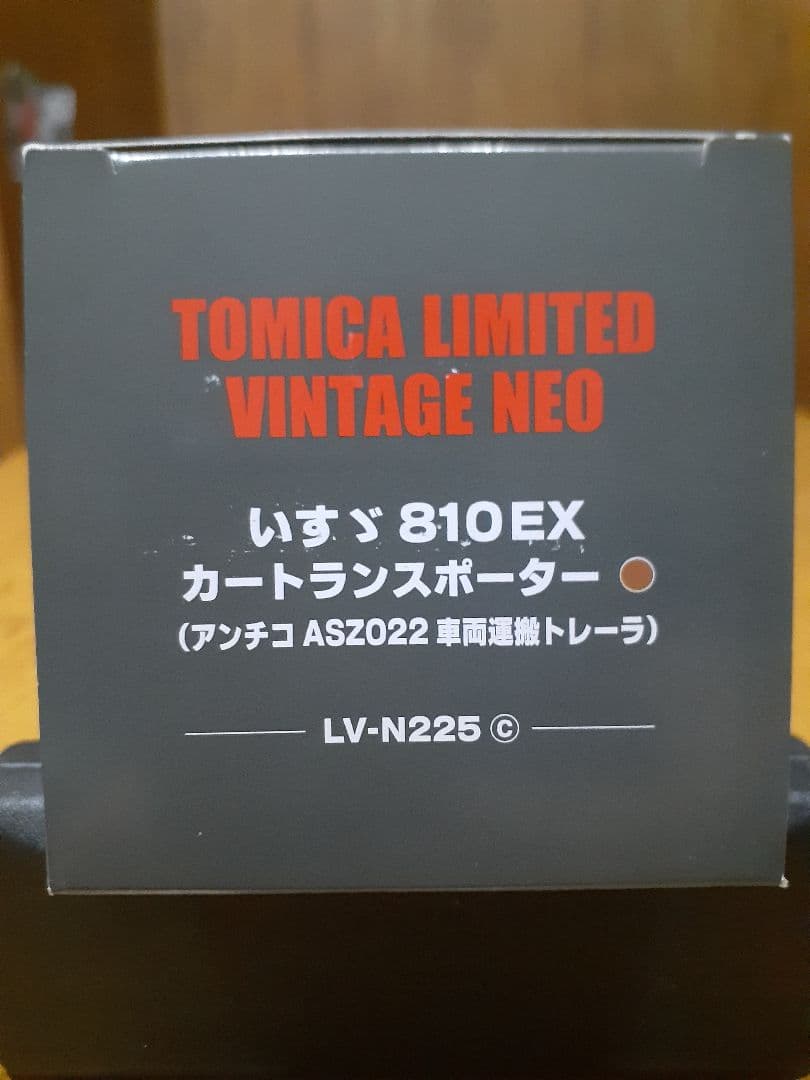 TOMICA LIMITED
VINTAGE NEO
いすゞ 810EX
カートランスポーター
（アンチコ ASZ022 車両運搬トレーラ）
LV-N225 ⓒ